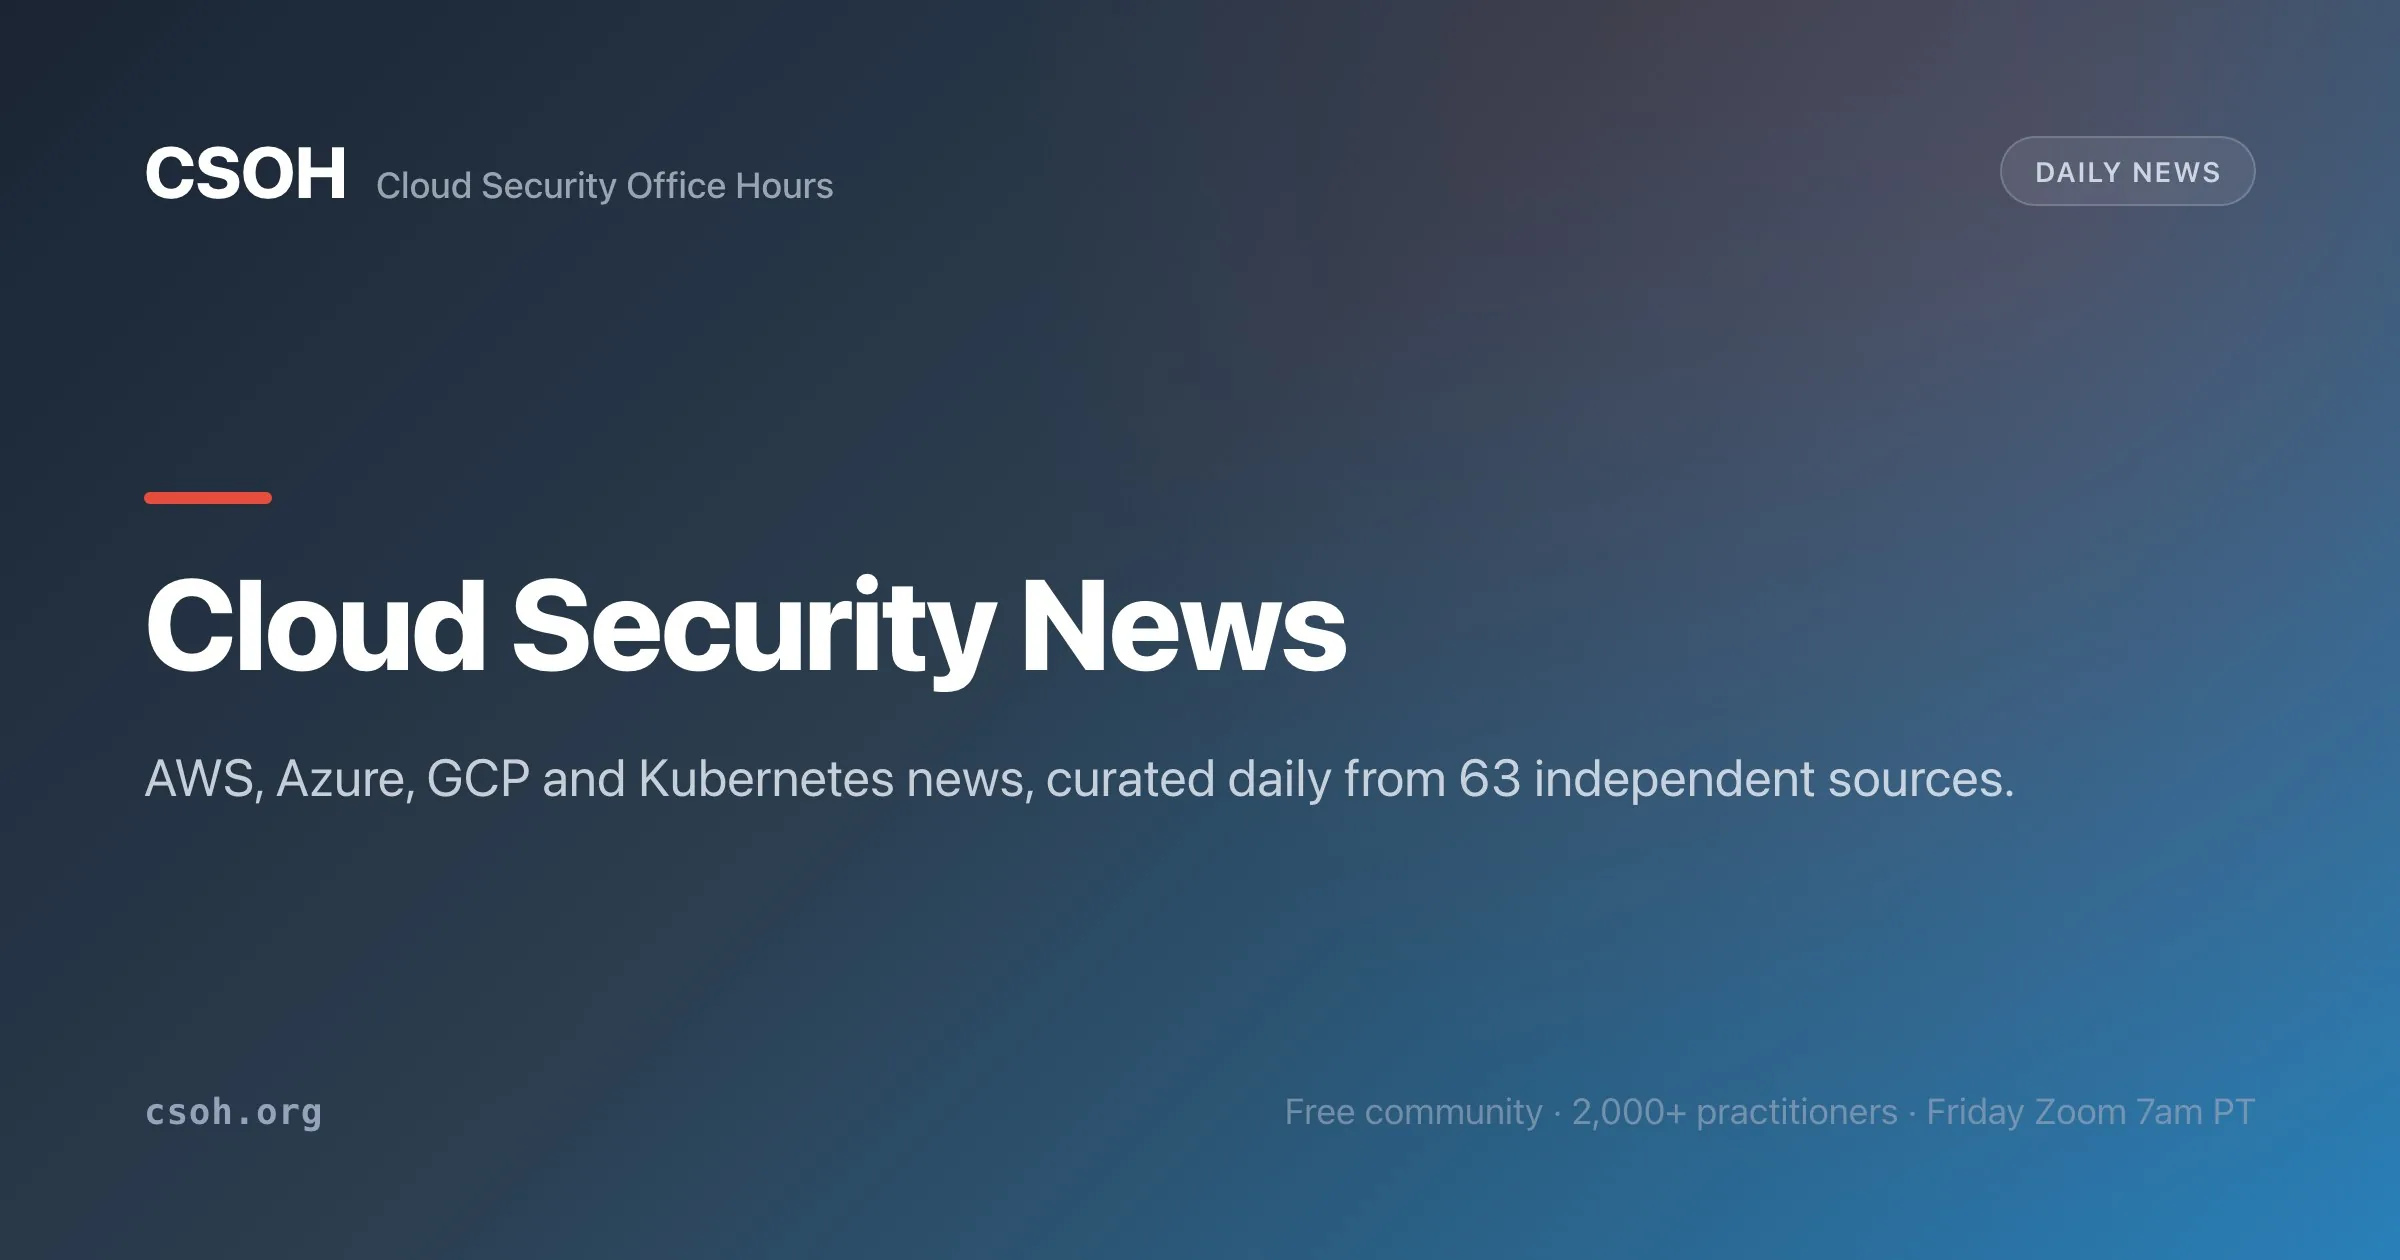 CSOH Cloud Security Office Hours
DAILY NEWS
Cloud Security News
AWS, Azure, GCP and Kubernetes news, curated daily from 63 independent sources.
csoh.org
Free community · 2,000+ practitioners · Friday Zoom 7am PT